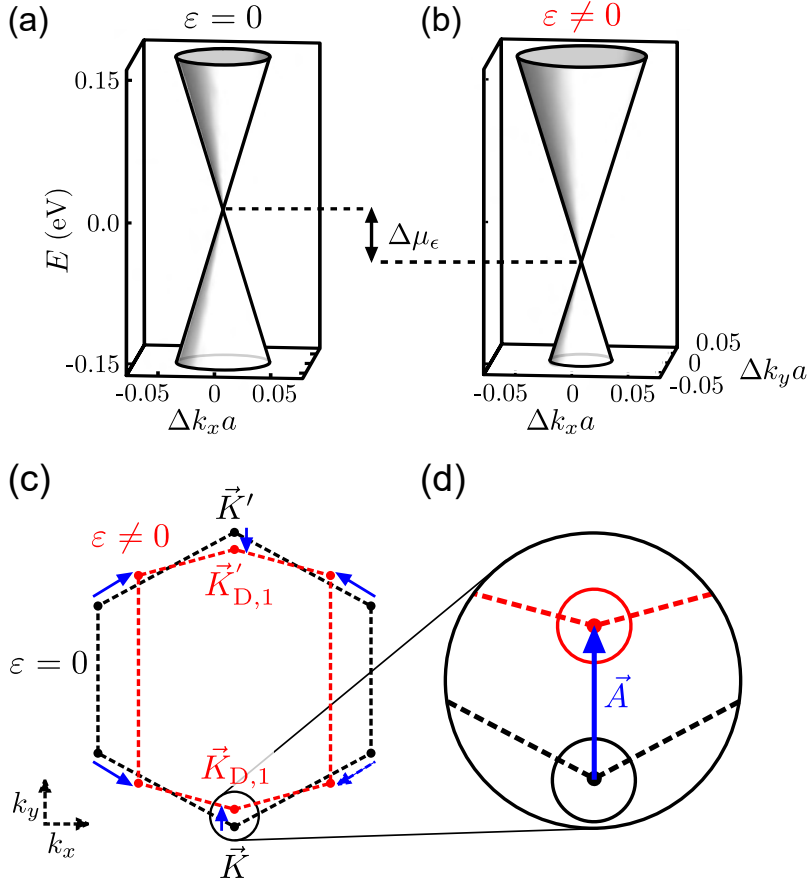 (a)
ε = 0
(b)
ε ≠ 0
0.15
0.0
-0.15
E (eV)
Δμ_ϵ
-0.05
0
0.05
Δk_x a
-0.05
0
0.05
Δk_x a
0.05
0
-0.05
Δk_y a
(c)
K⃗′
ε ≠ 0
K⃗′_D,1
ε = 0
K⃗_D,1
k_y
k_x
K⃗
(d)
A⃗